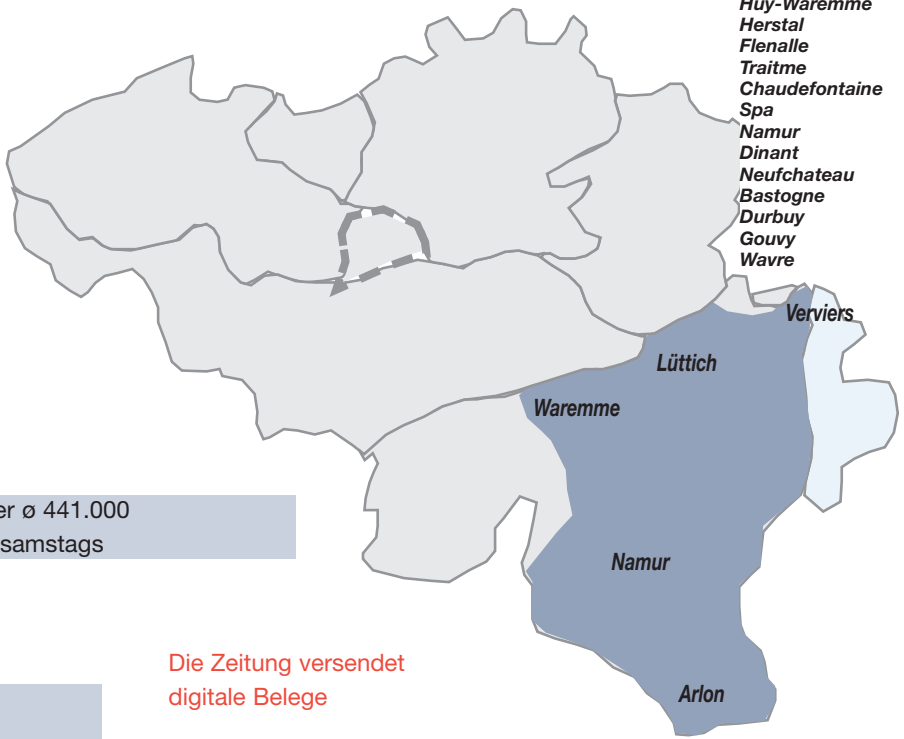 Huy-Waremme
Herstal
Flenalle
Traitme
Chaudefontaine
Spa
Namur
Dinant
Neufchateau
Bastogne
Durbuy
Gouvy
Wavre
Verviers
Lüttich
Waremme
er ø 441.000
samstags
Namur
Die Zeitung versendet
digitale Belege
Arlon